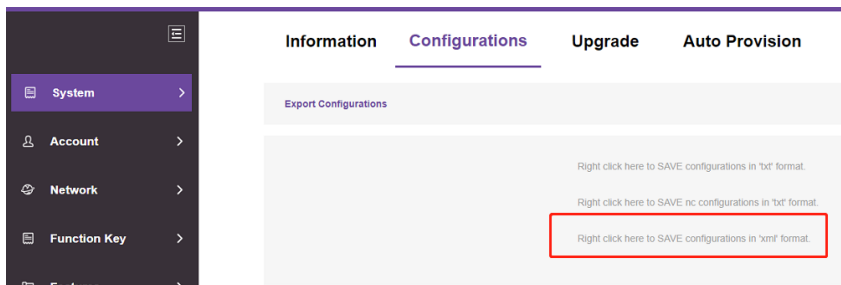 Information Configurations Upgrade Auto Provision
System
Export Configurations
Account
Right click here to SAVE configurations in 'txt' format.
Network
Right click here to SAVE nc configurations in 'txt' format.
Function Key
Right click here to SAVE configurations in 'xml' format.